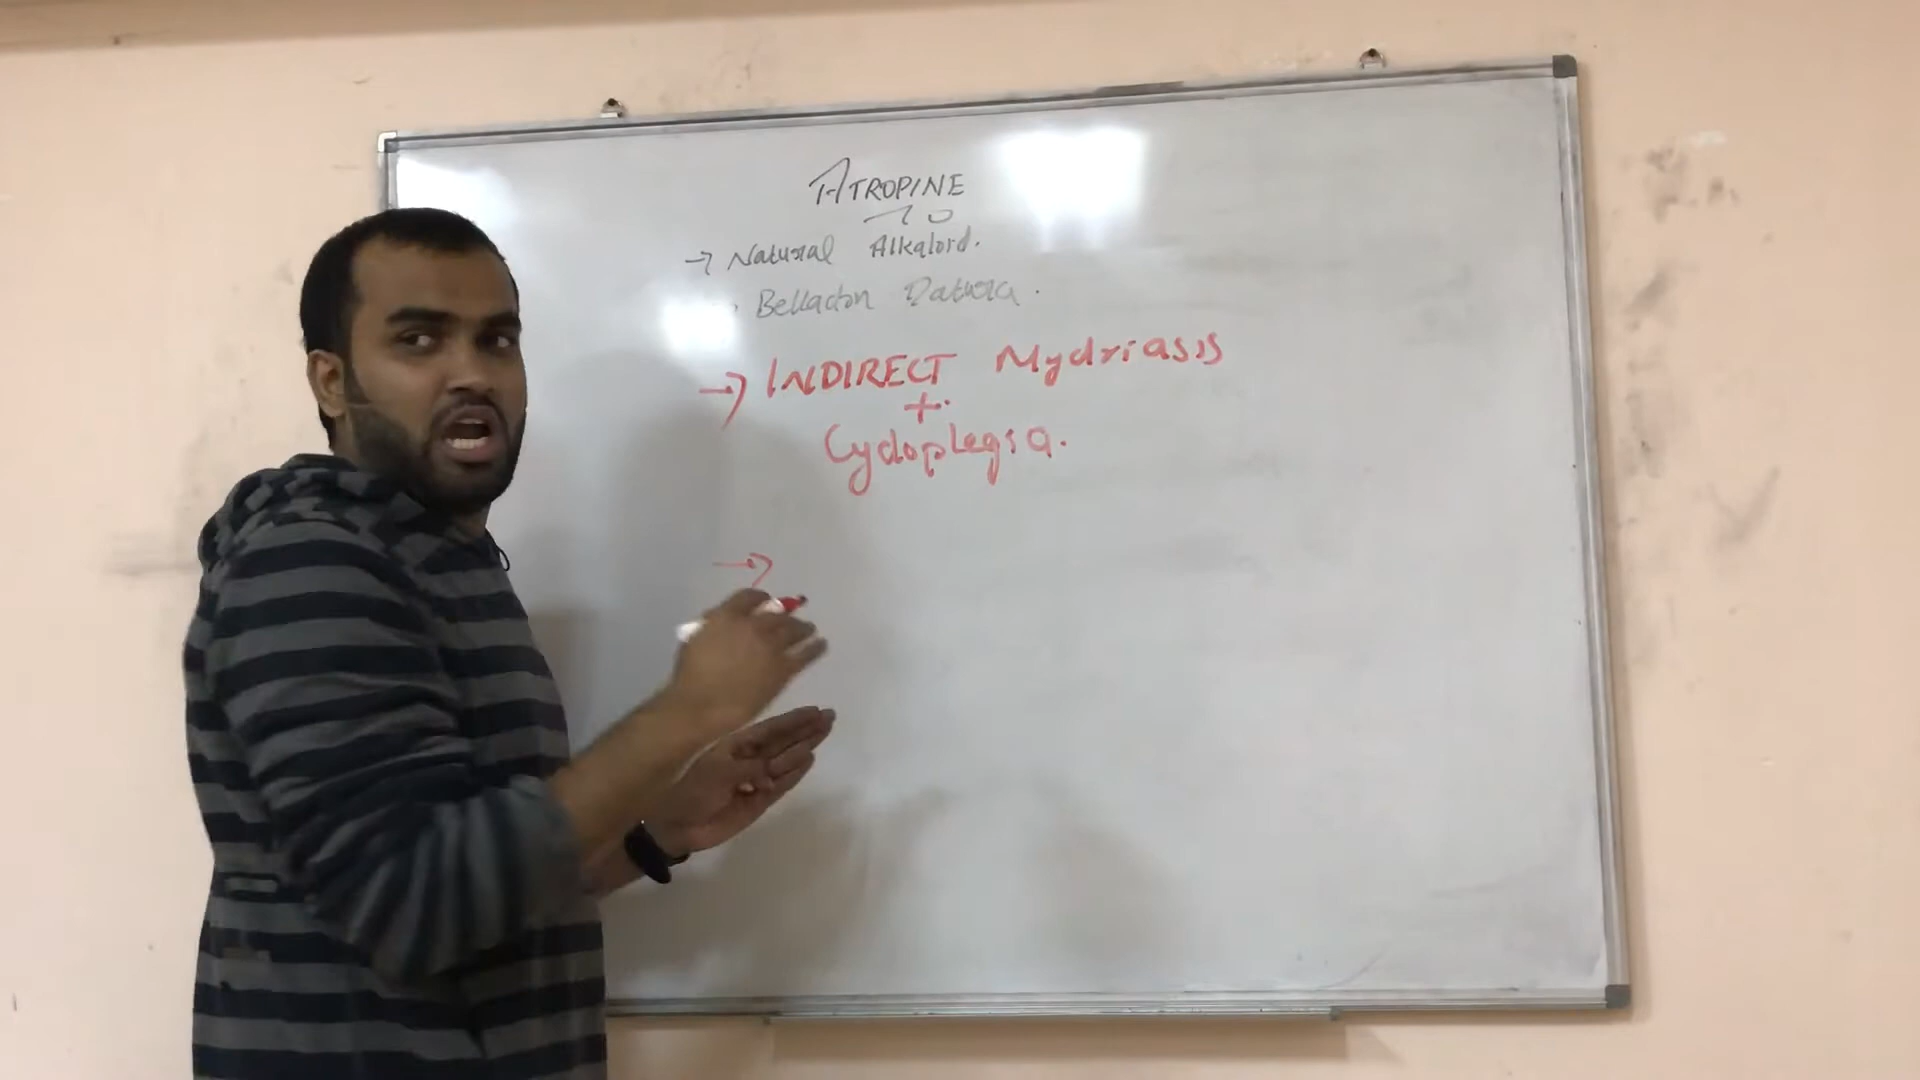 ATROPINE
→ Natural Alkaloid.
Belladon Datura.
→ INDIRECT Mydriasis
+
Cycloplegia.
→